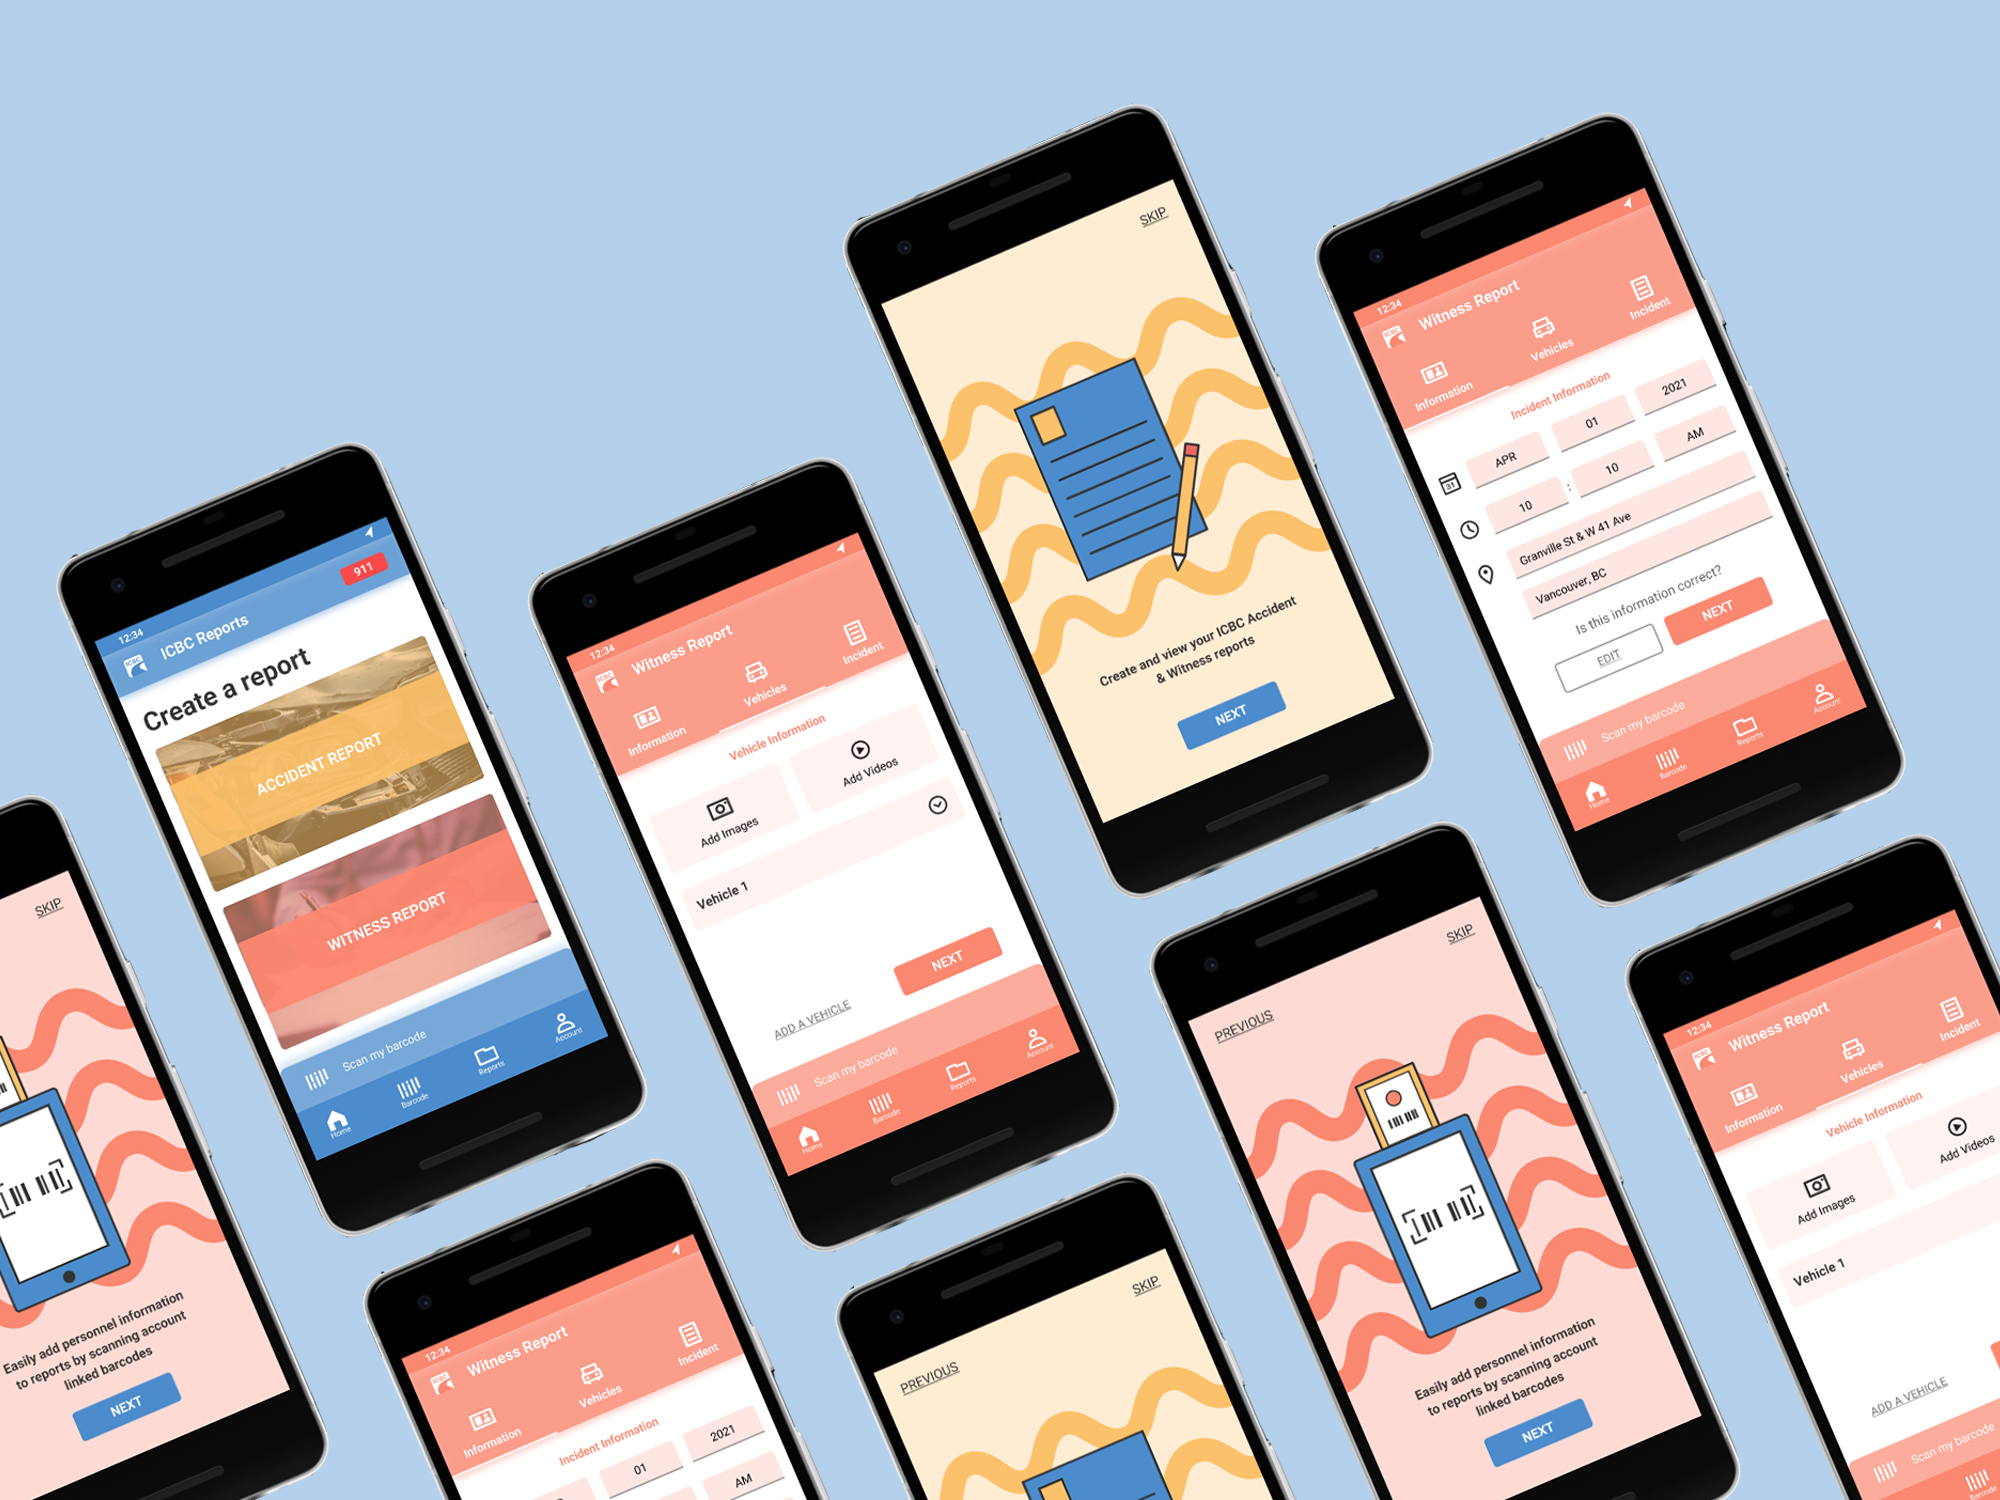 SKIP
Create and view your ICBC Accident
& Witness reports
NEXT
12:34
ICBC
Witness Report
Information
Vehicles
Incident
Incident Information
31
APR
01
2021
10
:
10
AM
Granville St & W 41 Ave
Vancouver, BC
Is this information correct?
EDIT
NEXT
Scan my barcode
Home
Barcode
Reports
Account
12:34
ICBC
ICBC Reports
911
Create a report
ACCIDENT REPORT
WITNESS REPORT
Scan my barcode
Home
Barcode
Reports
Account
12:34
ICBC
Witness Report
Information
Vehicles
Incident
Vehicle Information
Add Images
Add Videos
Vehicle 1
ADD A VEHICLE
NEXT
Scan my barcode
Home
Barcode
Reports
Account
SKIP
Easily add personnel information
to reports by scanning account
linked barcodes
NEXT
12:34
ICBC
Witness Report
Information
Vehicles
Incident
Incident Information
01
2021
AM
PREVIOUS
SKIP
PREVIOUS
SKIP
Easily add personnel information
to reports by scanning account
linked barcodes
NEXT
12:34
ICBC
Witness Report
Information
Vehicles
Incident
Vehicle Information
Add Images
Add Videos
Vehicle 1
ADD A VEHICLE
Scan my barcode
Barcode